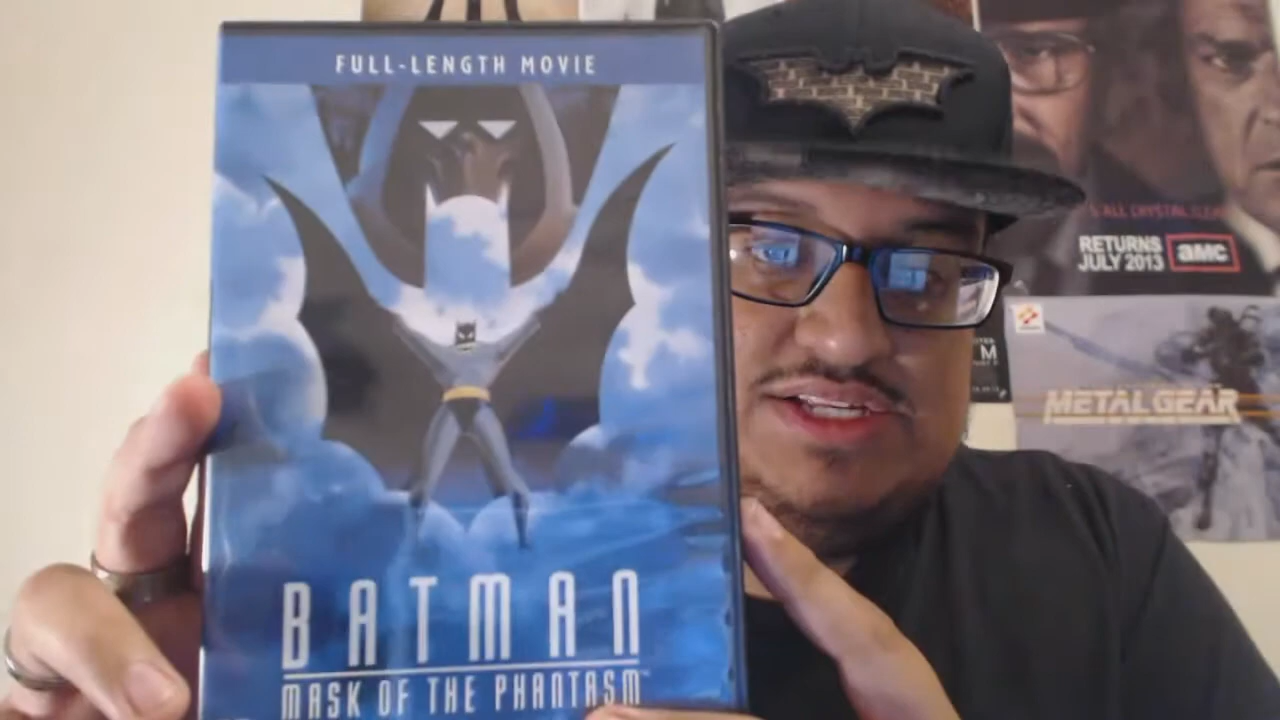 FULL-LENGTH MOVIE
BATMAN
MASK OF THE PHANTASM
RETURNS
JULY 2013
amc
M
METAL GEAR